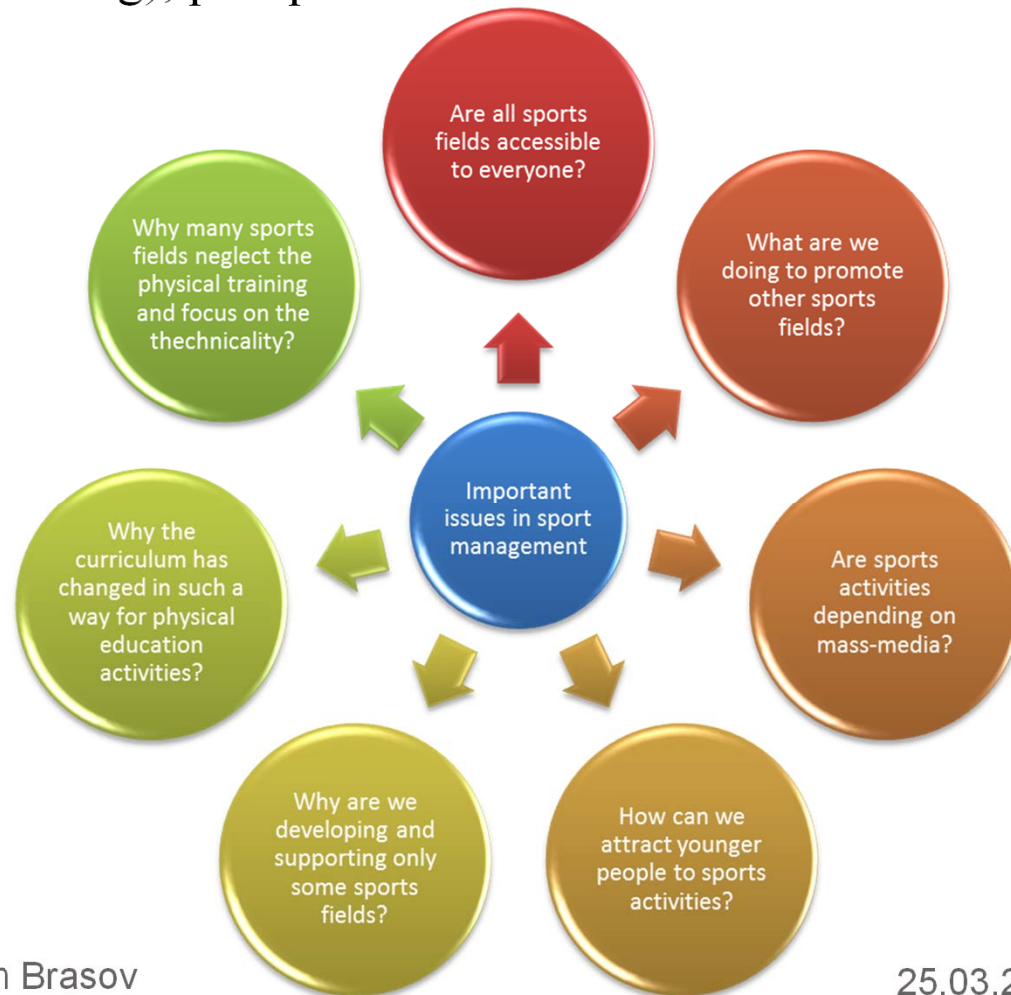 Are all sports
fields accessible
to everyone?
What are we
doing to promote
other sports
fields?
Are sports
activities
depending on
mass-media?
How can we
attract younger
people to sports
activities?
Why are we
developing and
supporting only
some sports
fields?
Why the
curriculum has
changed in such a
way for physical
education
activities?
Why many sports
fields neglect the
physical training
and focus on the
thechnicality?
Important
issues in sport
management
Brasov
25.03.2